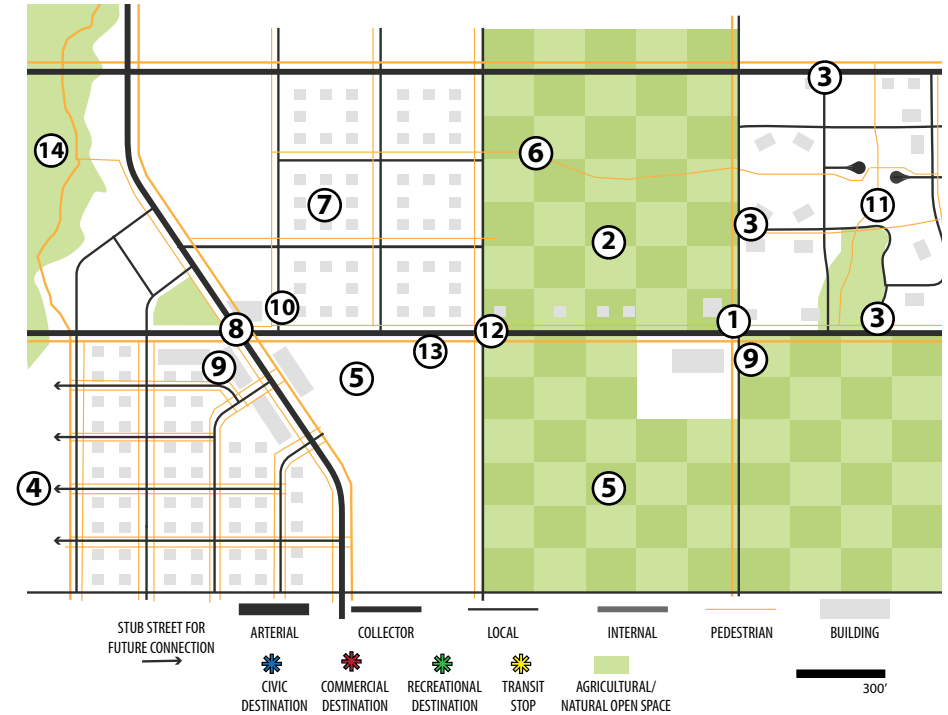 3
14
6
7
3
11
2
10
1
3
8
12
13
9
5
9
4
5
STUB STREET FOR
FUTURE CONNECTION
ARTERIAL
COLLECTOR
LOCAL
INTERNAL
PEDESTRIAN
BUILDING
CIVIC
DESTINATION
COMMERCIAL
DESTINATION
RECREATIONAL
DESTINATION
TRANSIT
STOP
AGRICULTURAL/
NATURAL OPEN SPACE
300'